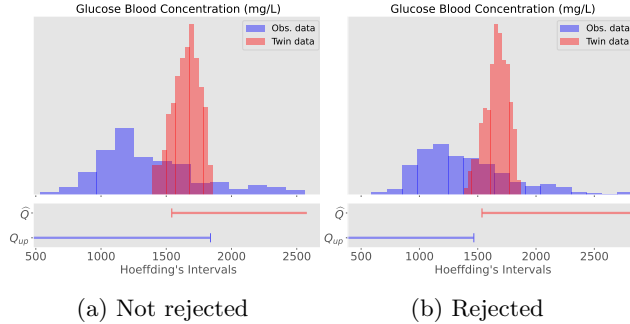 Glucose Blood Concentration (mg/L)
Obs. data
Twin data
Q̂
Q_up
500 1000 1500 2000 2500
Hoeffding's Intervals
(a) Not rejected
Glucose Blood Concentration (mg/L)
Obs. data
Twin data
Q̂
Q_up
500 1000 1500 2000 2500
Hoeffding's Intervals
(b) Rejected